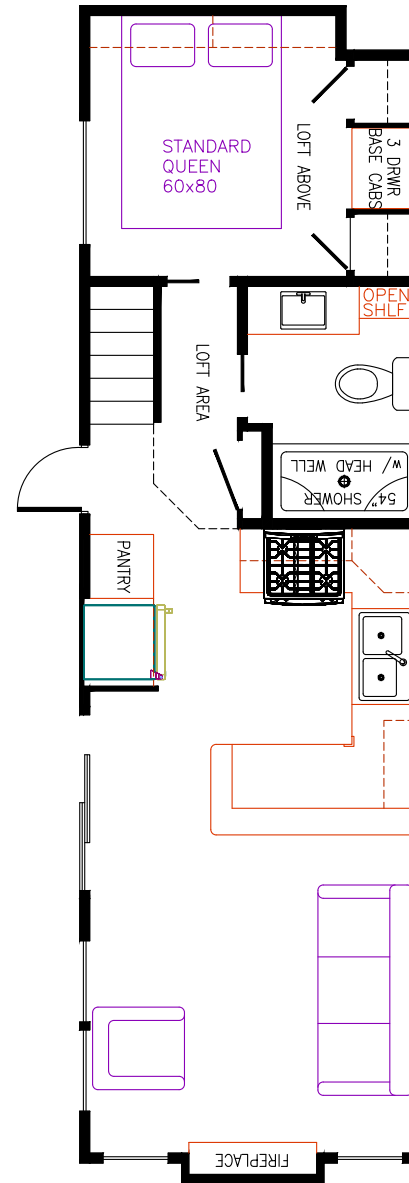 STANDARD
QUEEN
60x80
LOFT ABOVE
3 DRWR
BASE CABS
OPEN
SHLF
LOFT AREA
54" SHOWER
W/ HEAD WELL
PANTRY
FIREPLACE